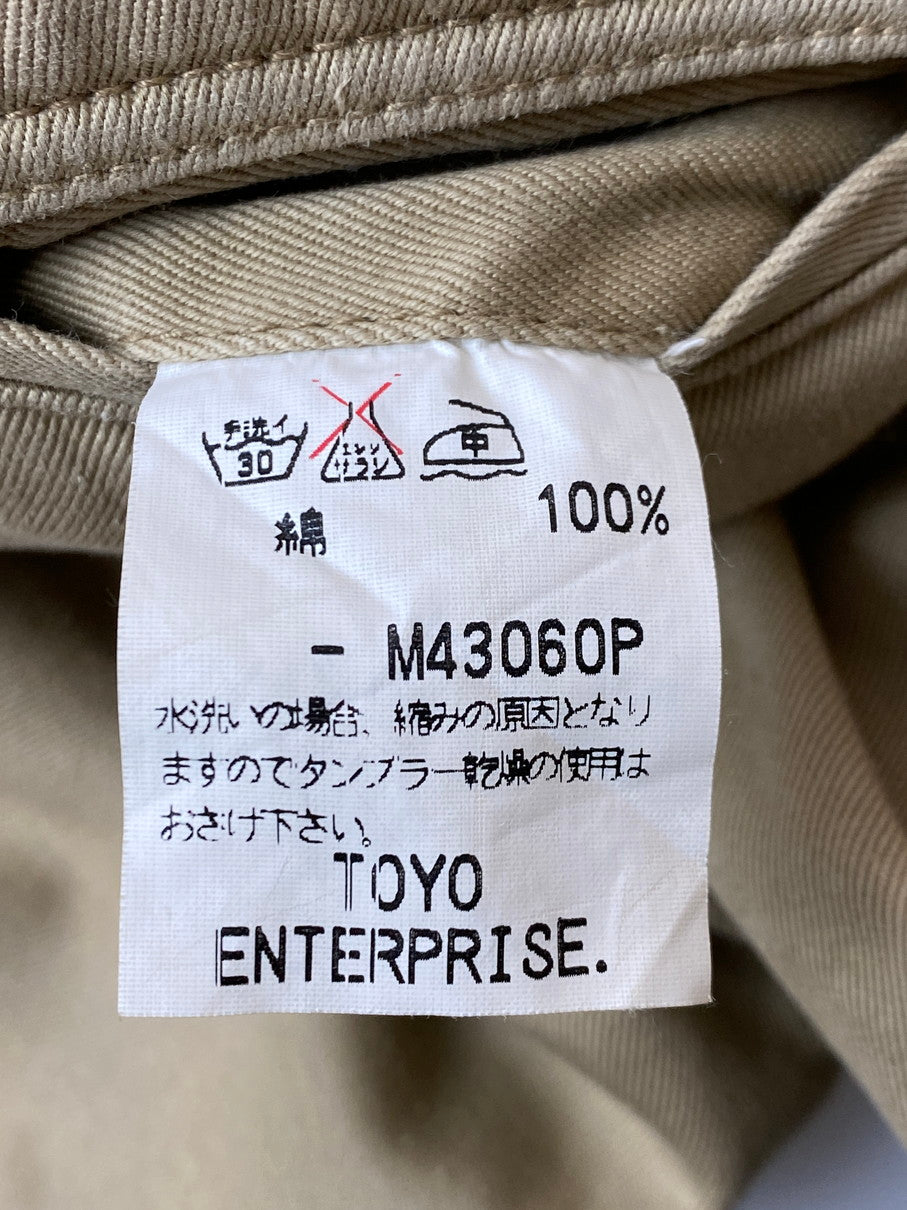 手洗イ
30
エンソ
サラシ
中
綿 100%
- M43060P
水洗いの場合、縮みの原因となり
ますのでタンブラー乾燥の使用は
おさけ下さい。
TOYO
ENTERPRISE.